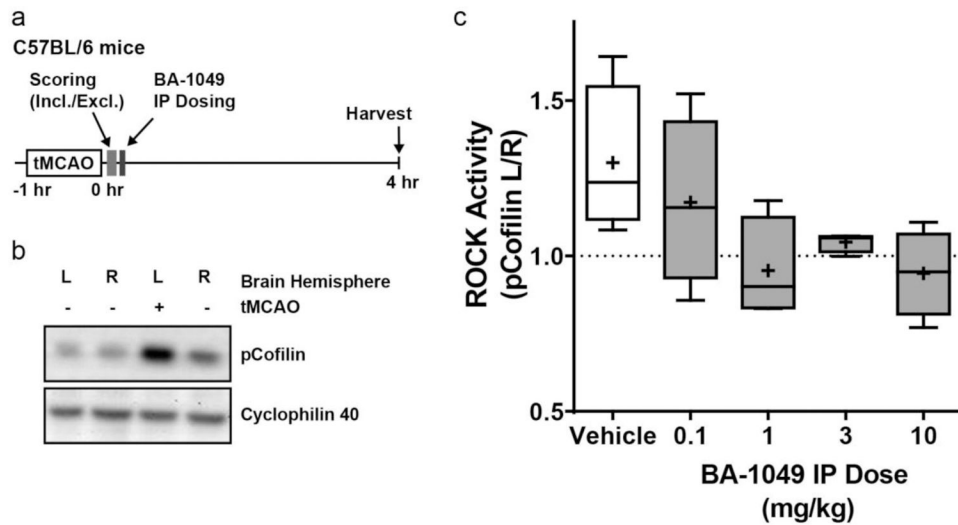 a
C57BL/6 mice
Scoring
(Incl./Excl.)
BA-1049
IP Dosing
Harvest
tMCAO
-1 hr
0 hr
4 hr
b
L R L R Brain Hemisphere
- - + - tMCAO
pCofilin
Cyclophilin 40
c
ROCK Activity
(pCofilin L/R)
1.5
1.0
0.5
Vehicle 0.1 1 3 10
BA-1049 IP Dose
(mg/kg)